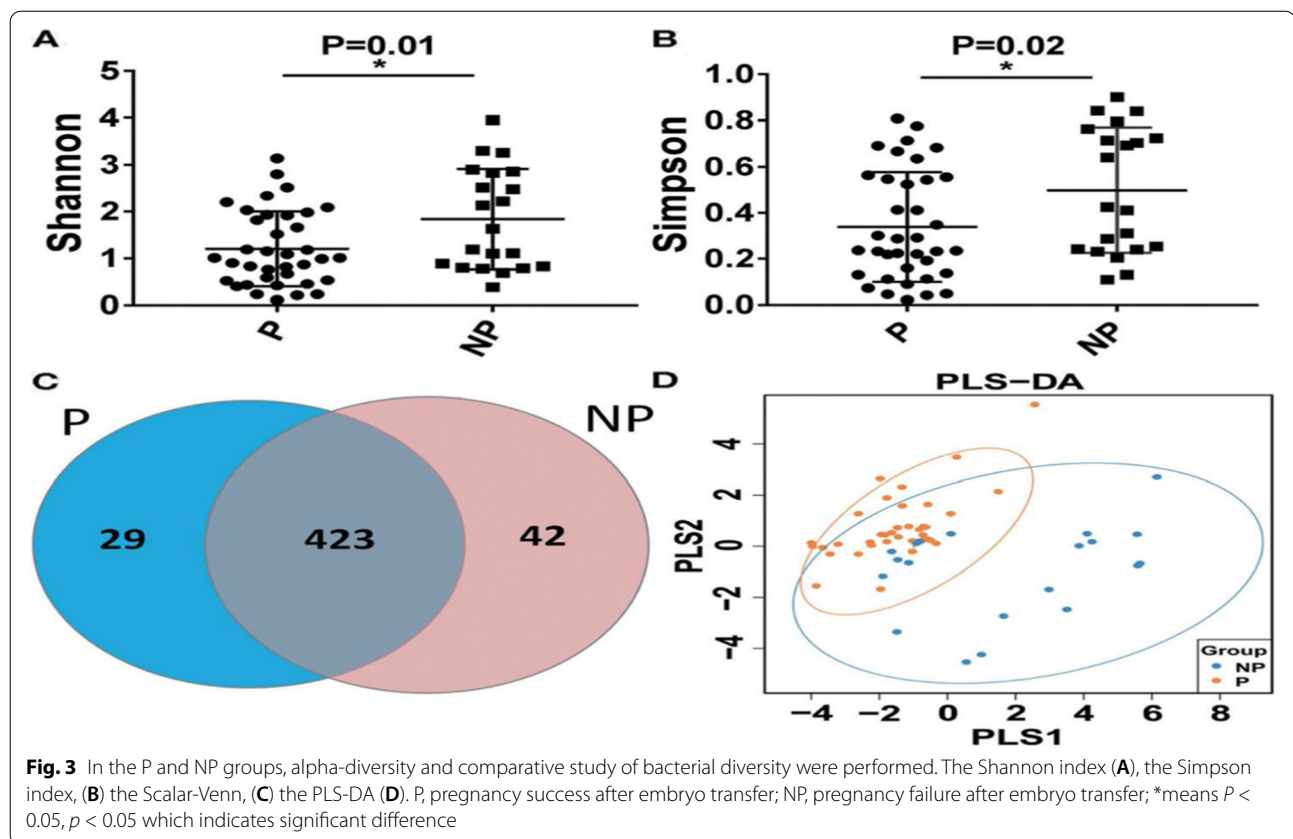 A
P=0.01
*
Shannon
5
4
3
2
1
0
P
NP
B
P=0.02
*
Simpson
1.0
0.8
0.6
0.4
0.2
0.0
P
NP
C
P
NP
29
423
42
D
PLS-DA
PLS2
4
2
0
-2
-4
-4 -2 0 2 4 6 8
PLS1
Group
NP
P
Fig. 3 In the P and NP groups, alpha-diversity and comparative study of bacterial diversity were performed. The Shannon index (A), the Simpson
index, (B) the Scalar-Venn, (C) the PLS-DA (D). P, pregnancy success after embryo transfer; NP, pregnancy failure after embryo transfer; *means P <
0.05, p < 0.05 which indicates significant difference